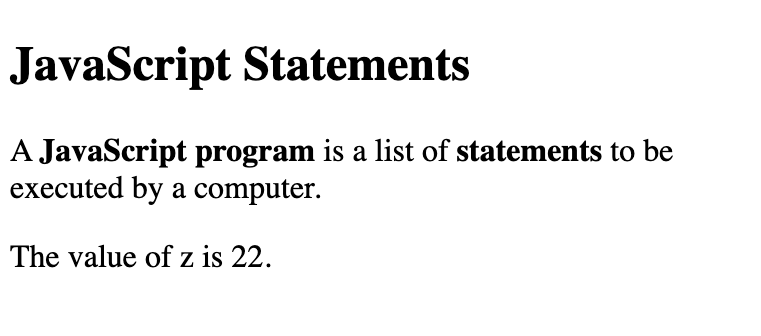 JavaScript Statements
A JavaScript program is a list of statements to be
executed by a computer.
The value of z is 22.